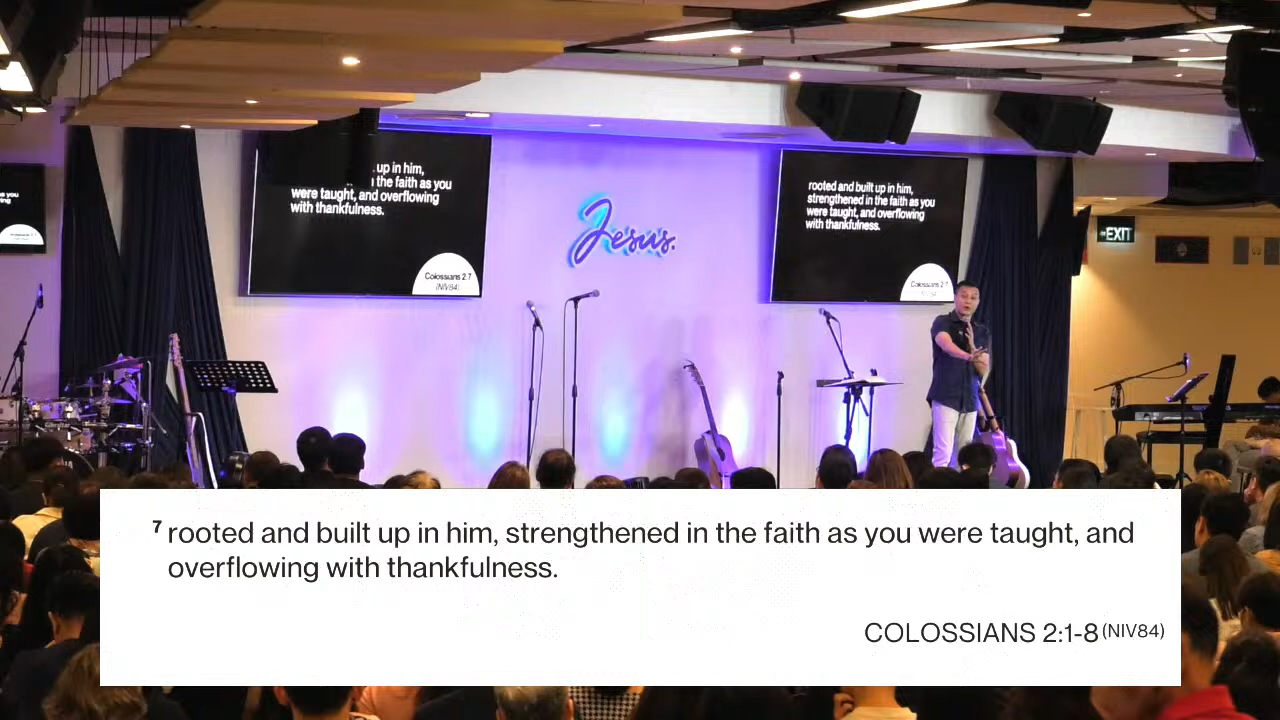 up in him,
the faith as you
were taught, and overflowing
with thankfulness.
Colossians 2:7
(NIV84)
Jesus.
rooted and built up in him,
strengthened in the faith as you
were taught, and overflowing
with thankfulness.
Colossians 2:7
as you
EXIT
7 rooted and built up in him, strengthened in the faith as you were taught, and
overflowing with thankfulness.
COLOSSIANS 2:1-8 (NIV84)